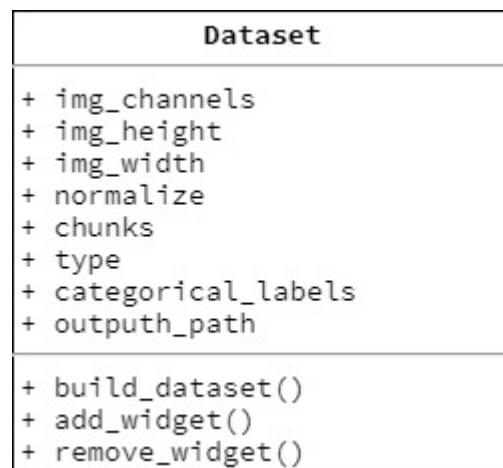 Dataset
+ img_channels
+ img_height
+ img_width
+ normalize
+ chunks
+ type
+ categorical_labels
+ outputh_path
+ build_dataset()
+ add_widget()
+ remove_widget()